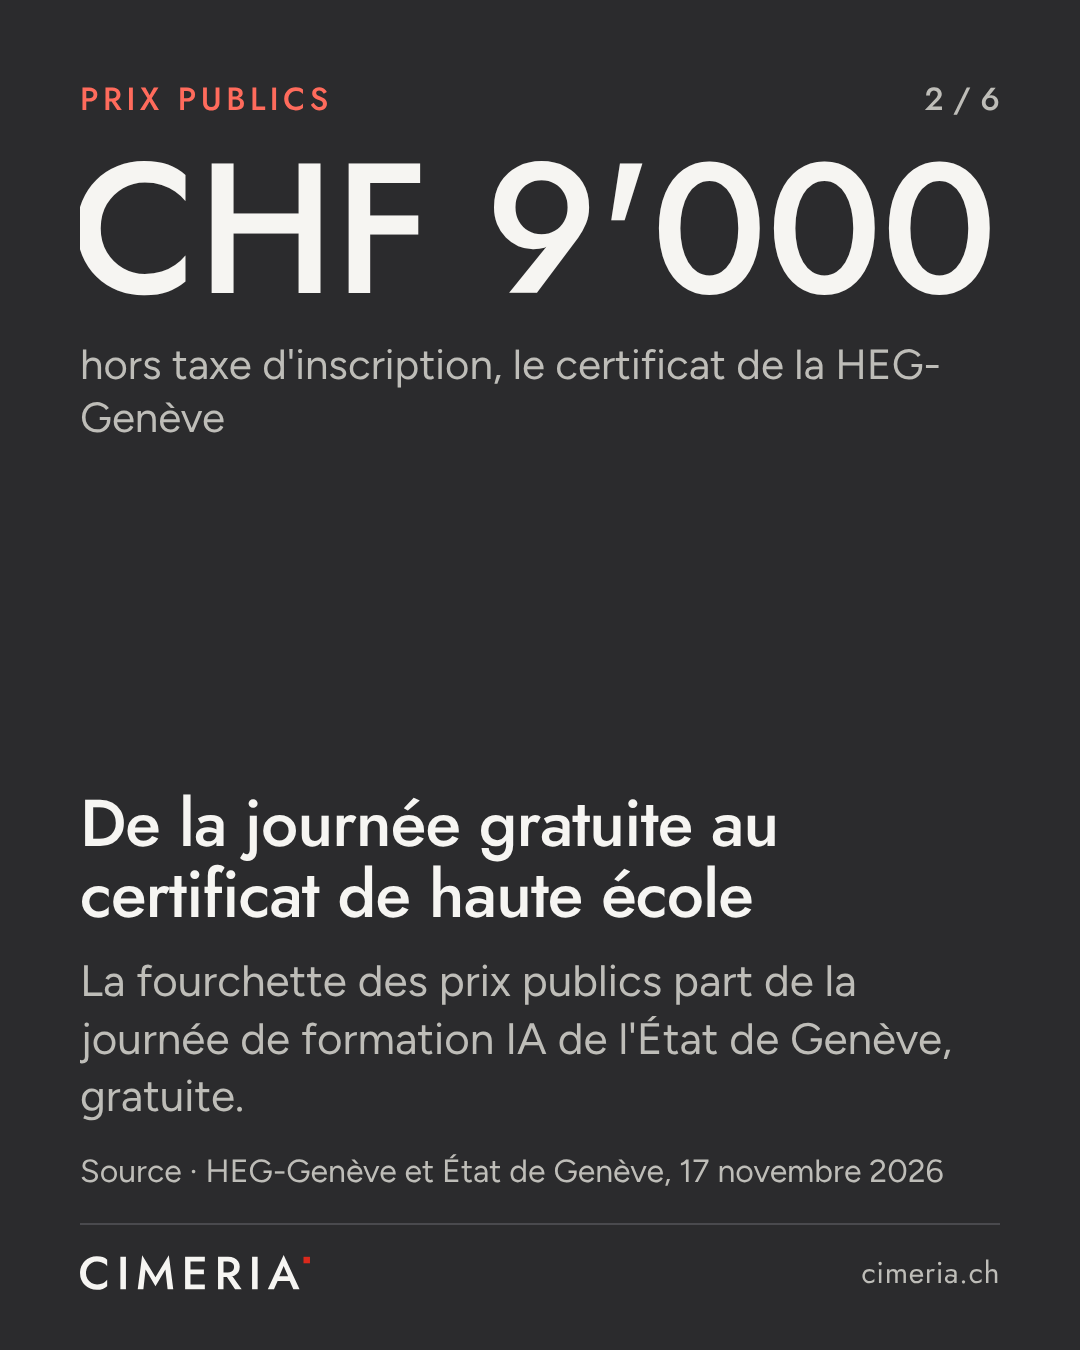 PRIX PUBLICS
2 / 6
CHF 9'000
hors taxe d'inscription, le certificat de la HEG-
Genève
De la journée gratuite au
certificat de haute école
La fourchette des prix publics part de la
journée de formation IA de l'État de Genève,
gratuite.
Source · HEG-Genève et État de Genève, 17 novembre 2026
CIMERIA
cimeria.ch